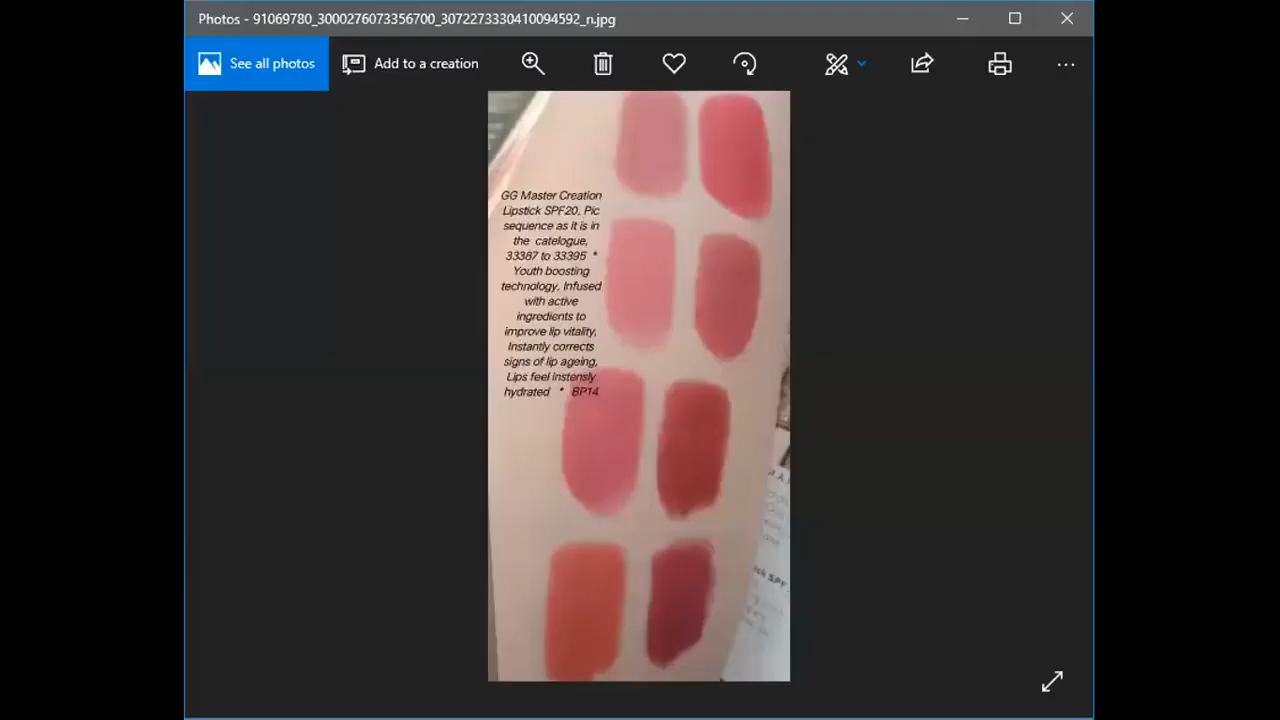 Photos - 91069780_3000276073356700_3072273330410094592_n.jpg
See all photos
Add to a creation
GG Master Creation
Lipstick SPF20, Pic
sequence as it is in
the catelogue,
33387 to 33395 *
Youth boosting
technology, Infused
with active
ingredients to
improve lip vitality,
Instantly corrects
signs of lip ageing,
Lips feel instensly
hydrated * BP14
SPF